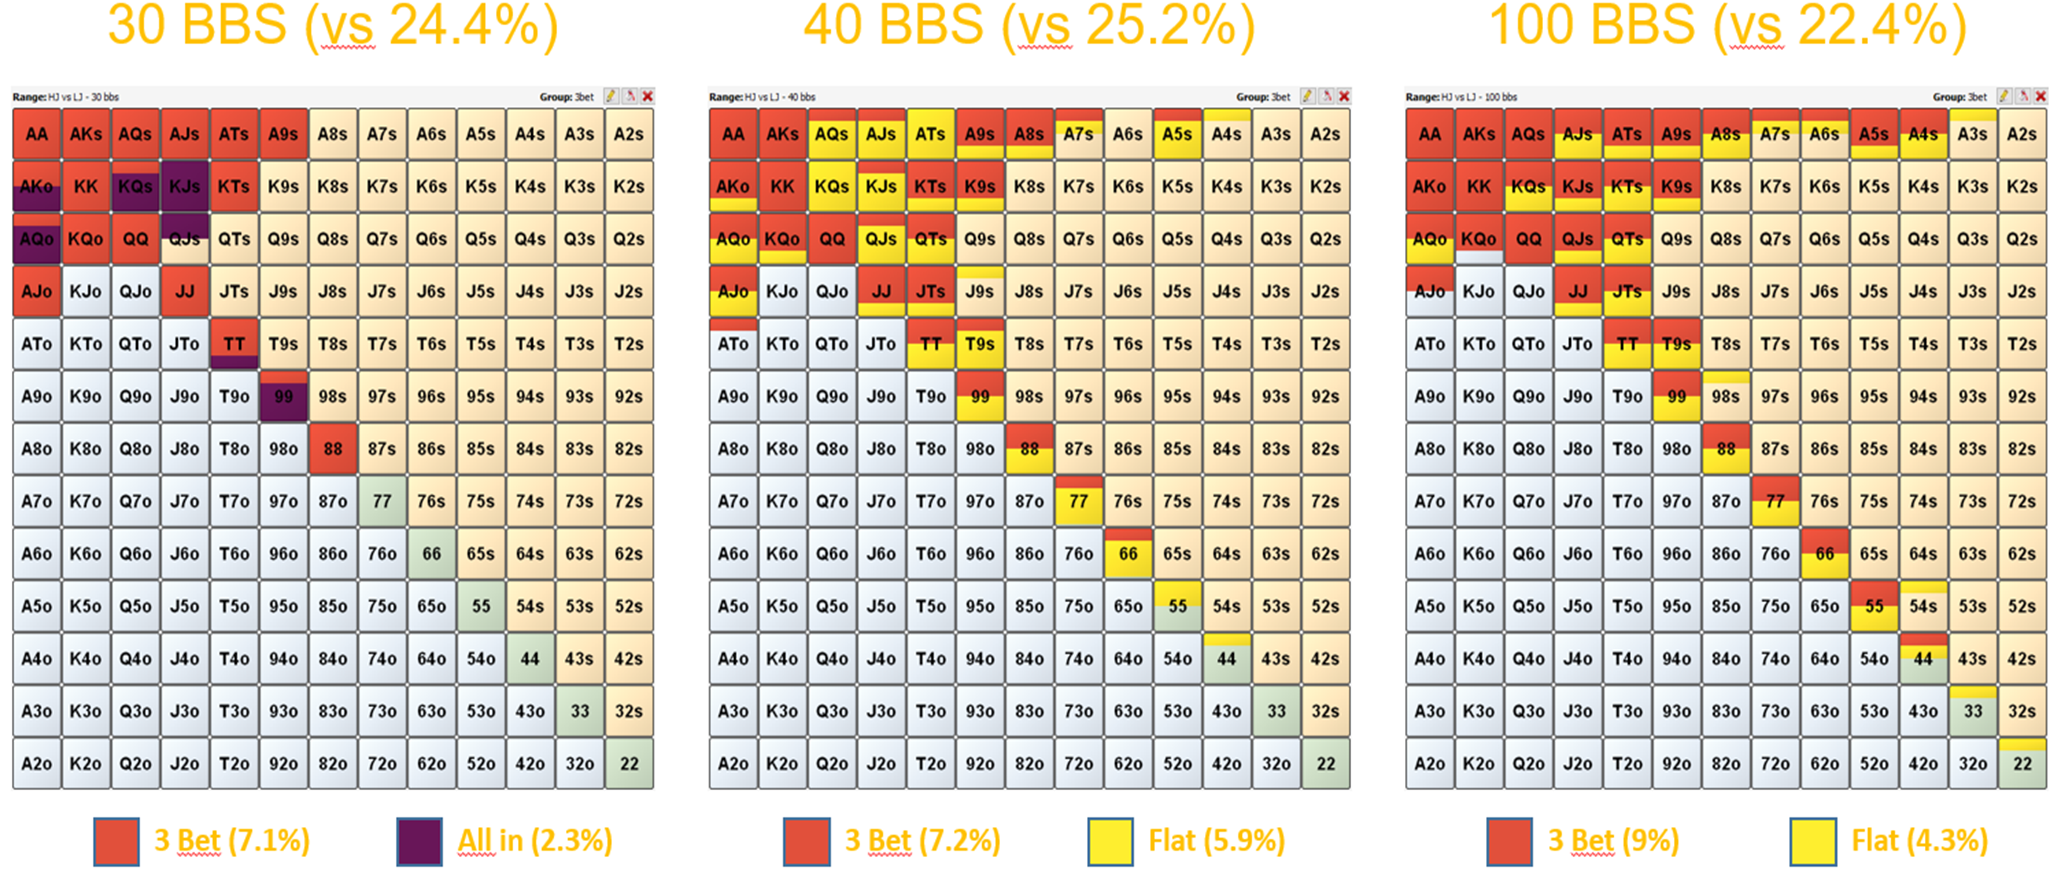 30 BBS (vs 24.4%) 40 BBS (vs 25.2%) 100 BBS (vs 22.4%)
Range: HJ vs LJ - 30 bbs Group: 3bet
AA AKs AQs AJs ATs A9s A8s A7s A6s A5s A4s A3s A2s
AKo KK KQs KJs KTs K9s K8s K7s K6s K5s K4s K3s K2s
AQo KQo QQ QJs QTs Q9s Q8s Q7s Q6s Q5s Q4s Q3s Q2s
AJo KJo QJo JJ JTs J9s J8s J7s J6s J5s J4s J3s J2s
ATo KTo QTo JTo TT T9s T8s T7s T6s T5s T4s T3s T2s
A9o K9o Q9o J9o T9o 99 98s 97s 96s 95s 94s 93s 92s
A8o K8o Q8o J8o T8o 98o 88 87s 86s 85s 84s 83s 82s
A7o K7o Q7o J7o T7o 97o 87o 77 76s 75s 74s 73s 72s
A6o K6o Q6o J6o T6o 96o 86o 76o 66 65s 64s 63s 62s
A5o K5o Q5o J5o T5o 95o 85o 75o 65o 55 54s 53s 52s
A4o K4o Q4o J4o T4o 94o 84o 74o 64o 54o 44 43s 42s
A3o K3o Q3o J3o T3o 93o 83o 73o 63o 53o 43o 33 32s
A2o K2o Q2o J2o T2o 92o 82o 72o 62o 52o 42o 32o 22
3 Bet (7.1%) All in (2.3%)
Range: HJ vs LJ - 40 bbs Group: 3bet
AA AKs AQs AJs ATs A9s A8s A7s A6s A5s A4s A3s A2s
AKo KK KQs KJs KTs K9s K8s K7s K6s K5s K4s K3s K2s
AQo KQo QQ QJs QTs Q9s Q8s Q7s Q6s Q5s Q4s Q3s Q2s
AJo KJo QJo JJ JTs J9s J8s J7s J6s J5s J4s J3s J2s
ATo KTo QTo JTo TT T9s T8s T7s T6s T5s T4s T3s T2s
A9o K9o Q9o J9o T9o 99 98s 97s 96s 95s 94s 93s 92s
A8o K8o Q8o J8o T8o 98o 88 87s 86s 85s 84s 83s 82s
A7o K7o Q7o J7o T7o 97o 87o 77 76s 75s 74s 73s 72s
A6o K6o Q6o J6o T6o 96o 86o 76o 66 65s 64s 63s 62s
A5o K5o Q5o J5o T5o 95o 85o 75o 65o 55 54s 53s 52s
A4o K4o Q4o J4o T4o 94o 84o 74o 64o 54o 44 43s 42s
A3o K3o Q3o J3o T3o 93o 83o 73o 63o 53o 43o 33 32s
A2o K2o Q2o J2o T2o 92o 82o 72o 62o 52o 42o 32o 22
3 Bet (7.2%) Flat (5.9%)
Range: HJ vs LJ - 100 bbs Group: 3bet
AA AKs AQs AJs ATs A9s A8s A7s A6s A5s A4s A3s A2s
AKo KK KQs KJs KTs K9s K8s K7s K6s K5s K4s K3s K2s
AQo KQo QQ QJs QTs Q9s Q8s Q7s Q6s Q5s Q4s Q3s Q2s
AJo KJo QJo JJ JTs J9s J8s J7s J6s J5s J4s J3s J2s
ATo KTo QTo JTo TT T9s T8s T7s T6s T5s T4s T3s T2s
A9o K9o Q9o J9o T9o 99 98s 97s 96s 95s 94s 93s 92s
A8o K8o Q8o J8o T8o 98o 88 87s 86s 85s 84s 83s 82s
A7o K7o Q7o J7o T7o 97o 87o 77 76s 75s 74s 73s 72s
A6o K6o Q6o J6o T6o 96o 86o 76o 66 65s 64s 63s 62s
A5o K5o Q5o J5o T5o 95o 85o 75o 65o 55 54s 53s 52s
A4o K4o Q4o J4o T4o 94o 84o 74o 64o 54o 44 43s 42s
A3o K3o Q3o J3o T3o 93o 83o 73o 63o 53o 43o 33 32s
A2o K2o Q2o J2o T2o 92o 82o 72o 62o 52o 42o 32o 22
3 Bet (9%) Flat (4.3%)